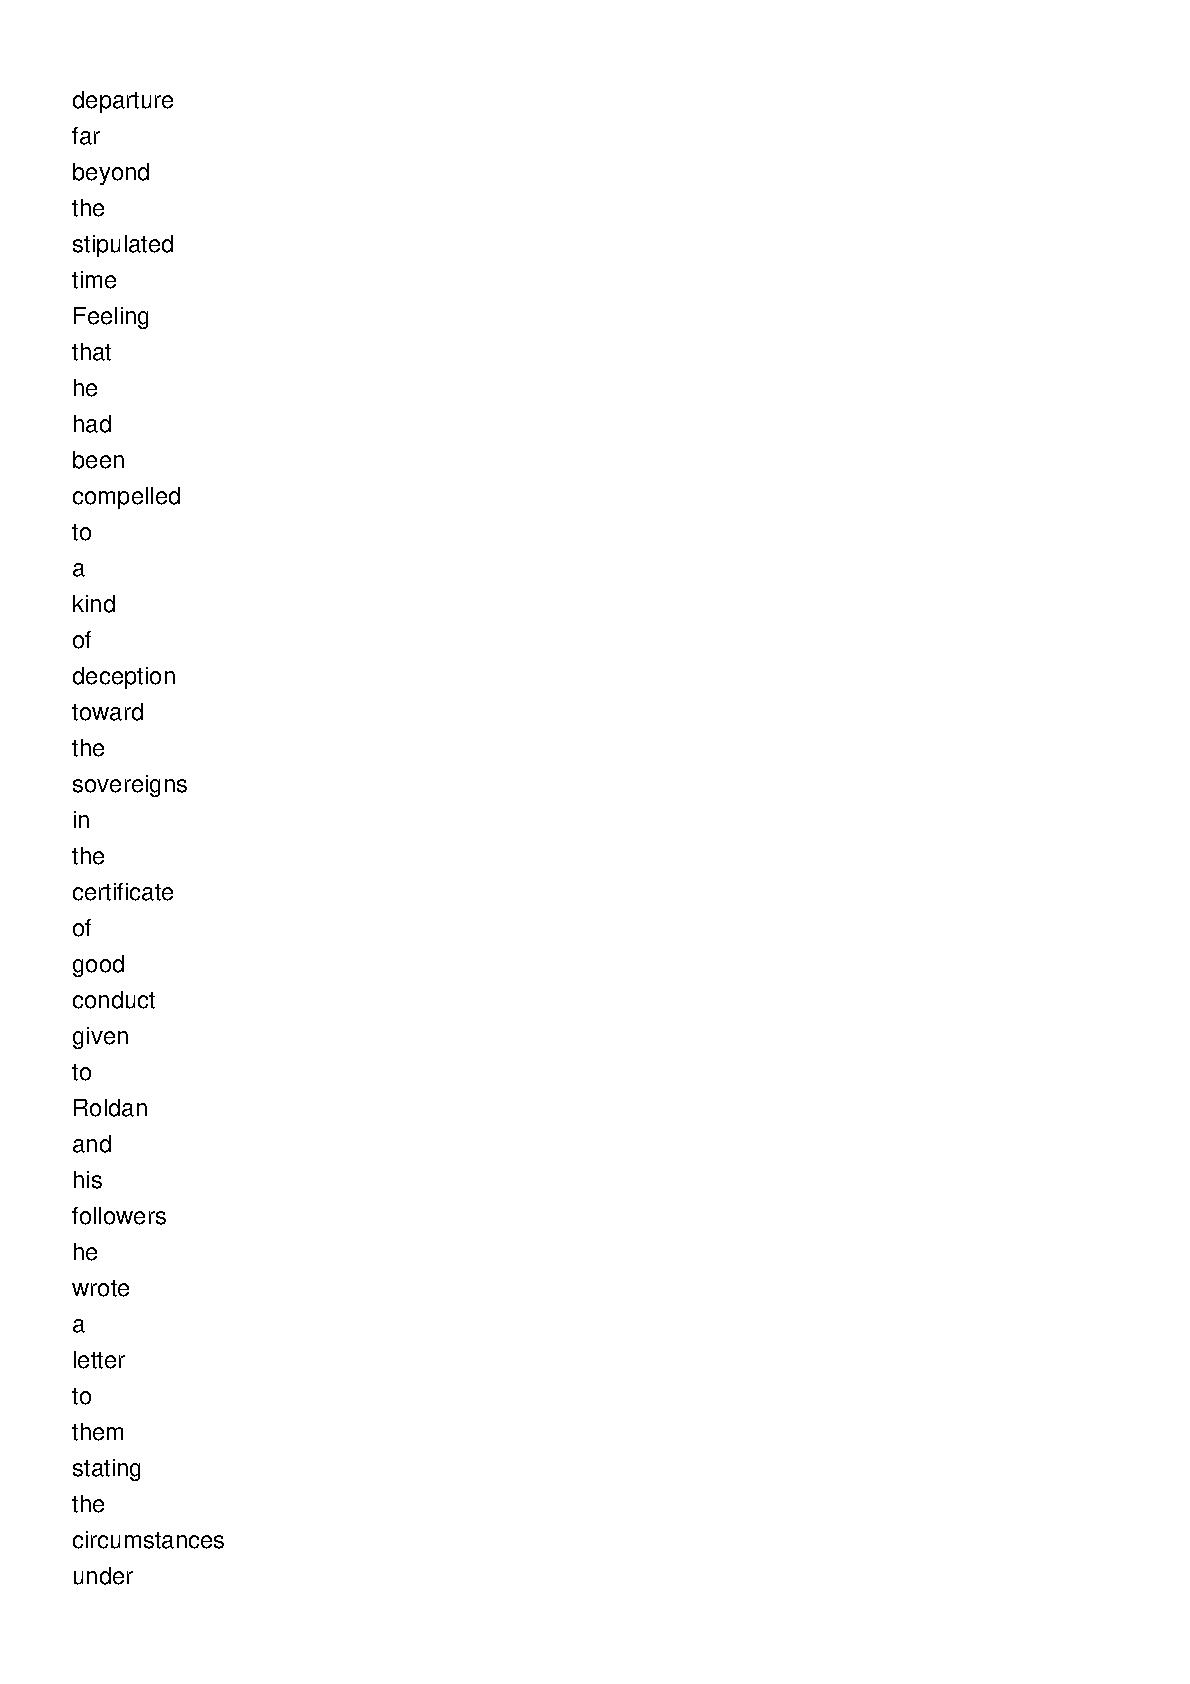 departure
far
beyond
the
stipulated
time
Feeling
that
he
had
been
compelled
to
a
kind
of
deception
toward
the
sovereigns
in
the
certificate
of
good
conduct
given
to
Roldan
and
his
followers
he
wrote
a
letter
to
them
stating
the
circumstances
under